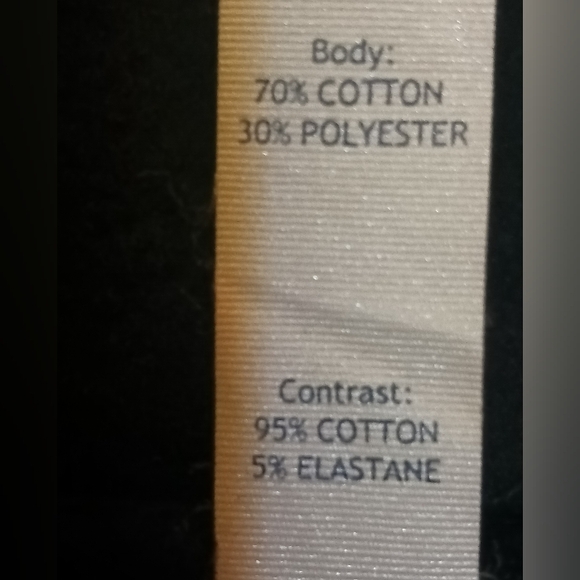 Body:
70% COTTON
30% POLYESTER
Contrast:
95% COTTON
5% ELASTANE